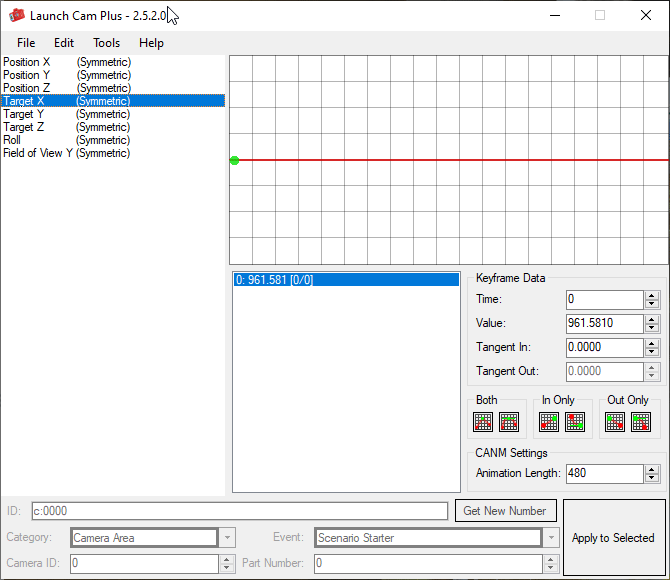 Launch Cam Plus - 2.5.2.0
File Edit Tools Help
Position X (Symmetric)
Position Y (Symmetric)
Position Z (Symmetric)
Target X (Symmetric)
Target Y (Symmetric)
Target Z (Symmetric)
Roll (Symmetric)
Field of View Y (Symmetric)
0: 961.581 [0/0]
Keyframe Data
Time: 0
Value: 961.5810
Tangent In: 0.0000
Tangent Out: 0.0000
Both In Only Out Only
CANM Settings
Animation Length: 480
ID: c:0000 Get New Number
Category: Camera Area Event: Scenario Starter
Camera ID: 0 Part Number: 0
Apply to Selected